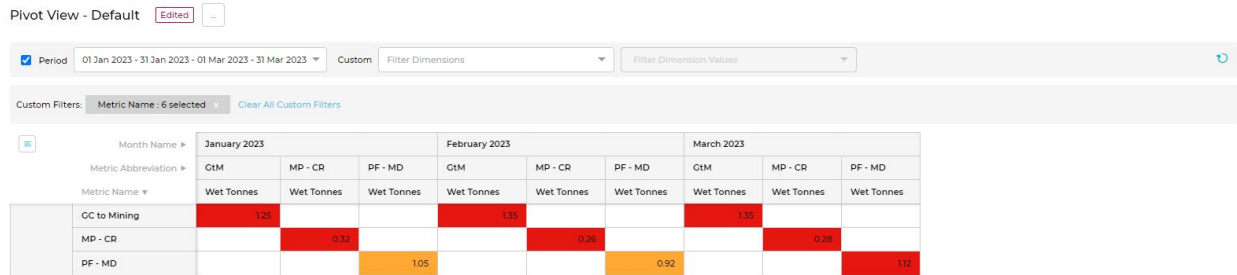 Pivot View - Default Edited ...
Period 01 Jan 2023 - 31 Jan 2023 - 01 Mar 2023 - 31 Mar 2023 Custom Filter Dimensions Filter Dimension Values
Custom Filters: Metric Name : 6 selected x Clear All Custom Filters
Month Name January 2023 February 2023 March 2023
Metric Abbreviation GtM MP - CR PF - MD GtM MP - CR PF - MD GtM MP - CR PF - MD
Metric Name Wet Tonnes Wet Tonnes Wet Tonnes Wet Tonnes Wet Tonnes Wet Tonnes Wet Tonnes Wet Tonnes Wet Tonnes
GC to Mining 1.25 1.35 1.35
MP - CR 0.32 0.26 0.28
PF - MD 1.05 0.92 1.12